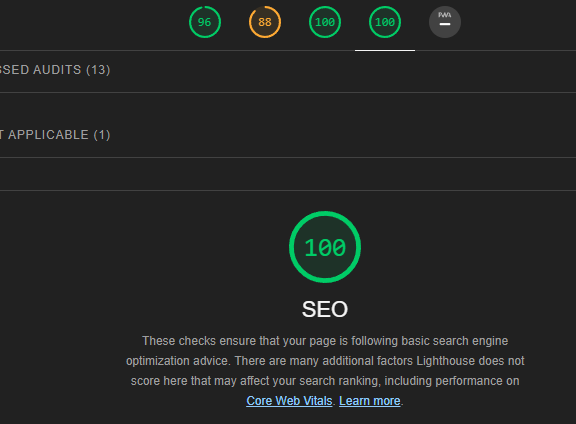 96 88 100 100 PWA
SSED AUDITS (13)
T APPLICABLE (1)
100
SEO
These checks ensure that your page is following basic search engine
optimization advice. There are many additional factors Lighthouse does not
score here that may affect your search ranking, including performance on
Core Web Vitals. Learn more.